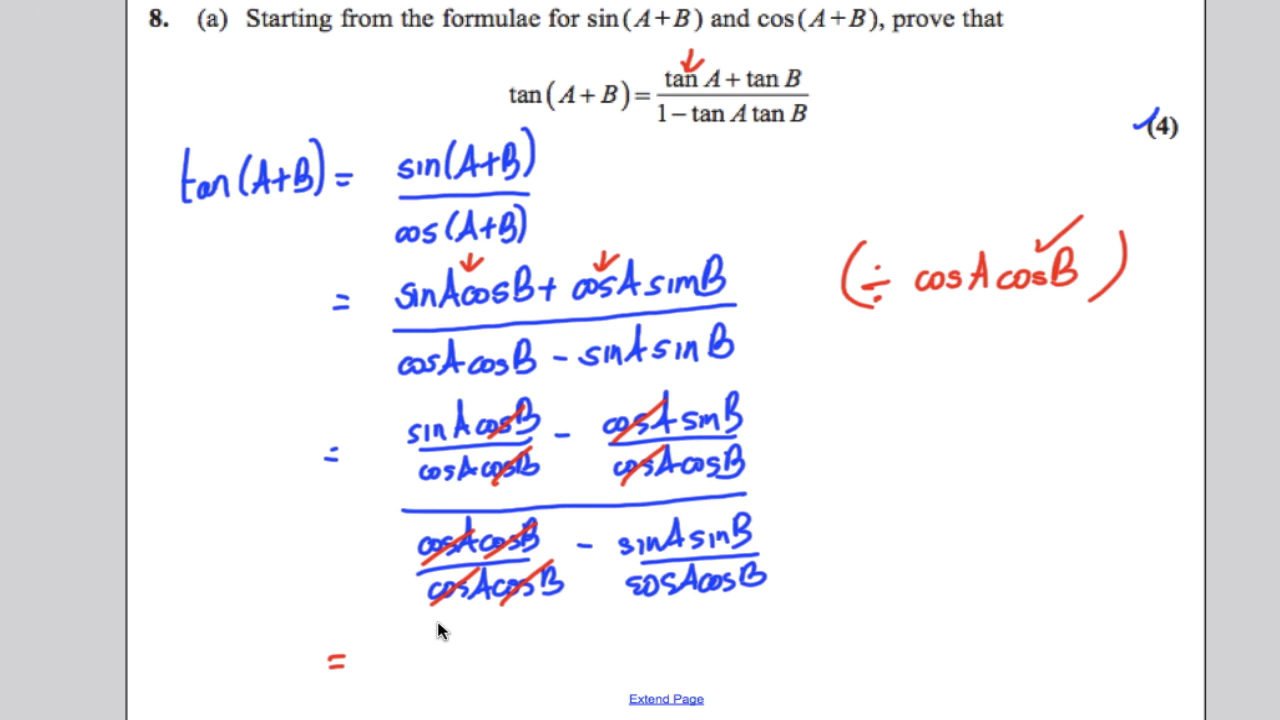 8. (a) Starting from the formulae for sin(A+B) and cos(A+B), prove that
tan(A+B)= tan A + tan B
1 – tan A tan B
(4)
tan(A+B) = sin(A+B)
cos(A+B)
= sinAcosB + cosAsinB
cosAcosB - sinAsinB
(÷ cosAcosB)
= sinAcosB - cosAsinB
cosAcosB cosAcosB
cosAcosB - sinAsinB
cosAcosB cosAcosB
=
Extend Page